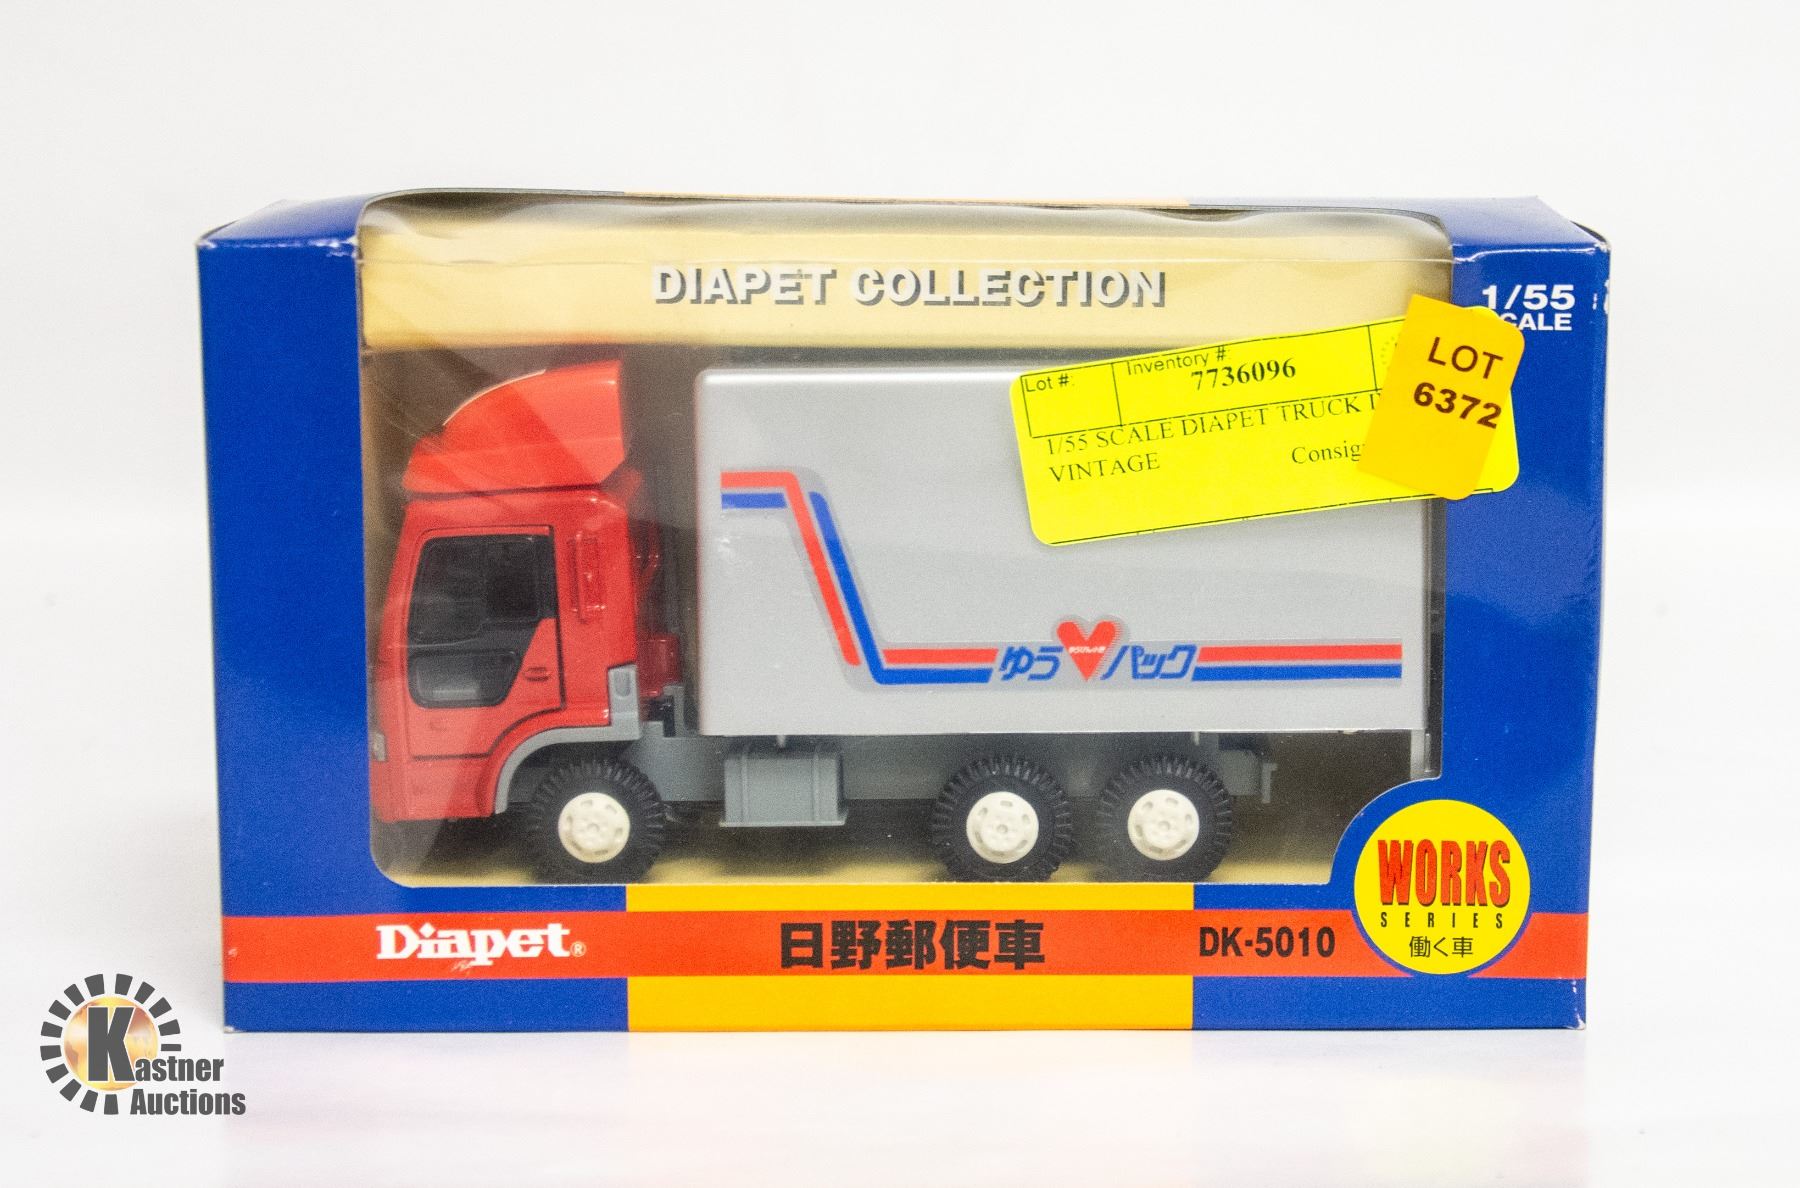 DIAPET COLLECTION
1/55
SCALE
LOT
6372
Lot #:
Inventory #:
7736096
1/55 SCALE DIAPET TRUCK
VINTAGE
ゆう パック
Diapet®
日野郵便車
DK-5010
WORKS
SERIES
働く車
Kastner
Auctions